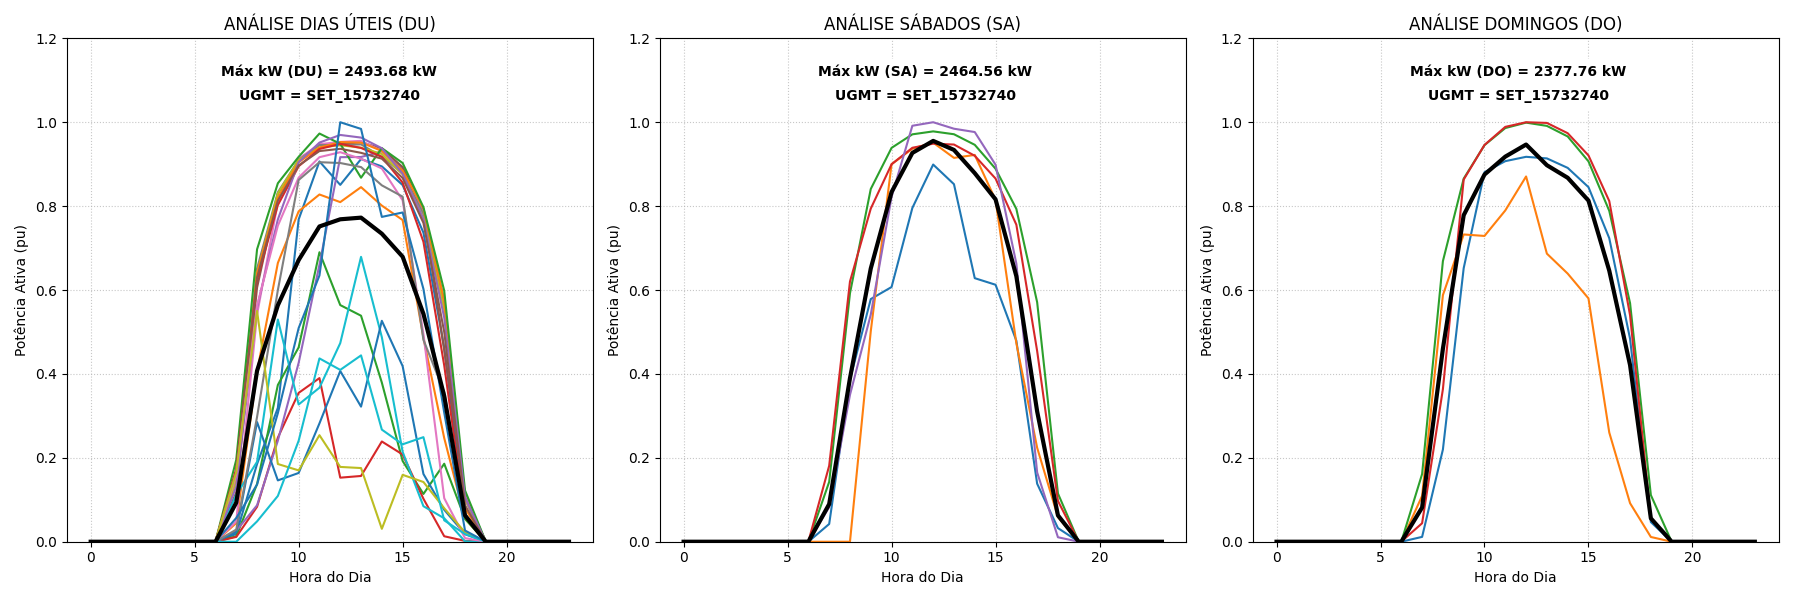 ANÁLISE DIAS ÚTEIS (DU)
Máx kW (DU) = 2493.68 kW
UGMT = SET_15732740
Potência Ativa (pu)
1.2
1.0
0.8
0.6
0.4
0.2
0.0
0 5 10 15 20
Hora do Dia
ANÁLISE SÁBADOS (SA)
Máx kW (SA) = 2464.56 kW
UGMT = SET_15732740
Potência Ativa (pu)
1.2
1.0
0.8
0.6
0.4
0.2
0.0
0 5 10 15 20
Hora do Dia
ANÁLISE DOMINGOS (DO)
Máx kW (DO) = 2377.76 kW
UGMT = SET_15732740
Potência Ativa (pu)
1.2
1.0
0.8
0.6
0.4
0.2
0.0
0 5 10 15 20
Hora do Dia